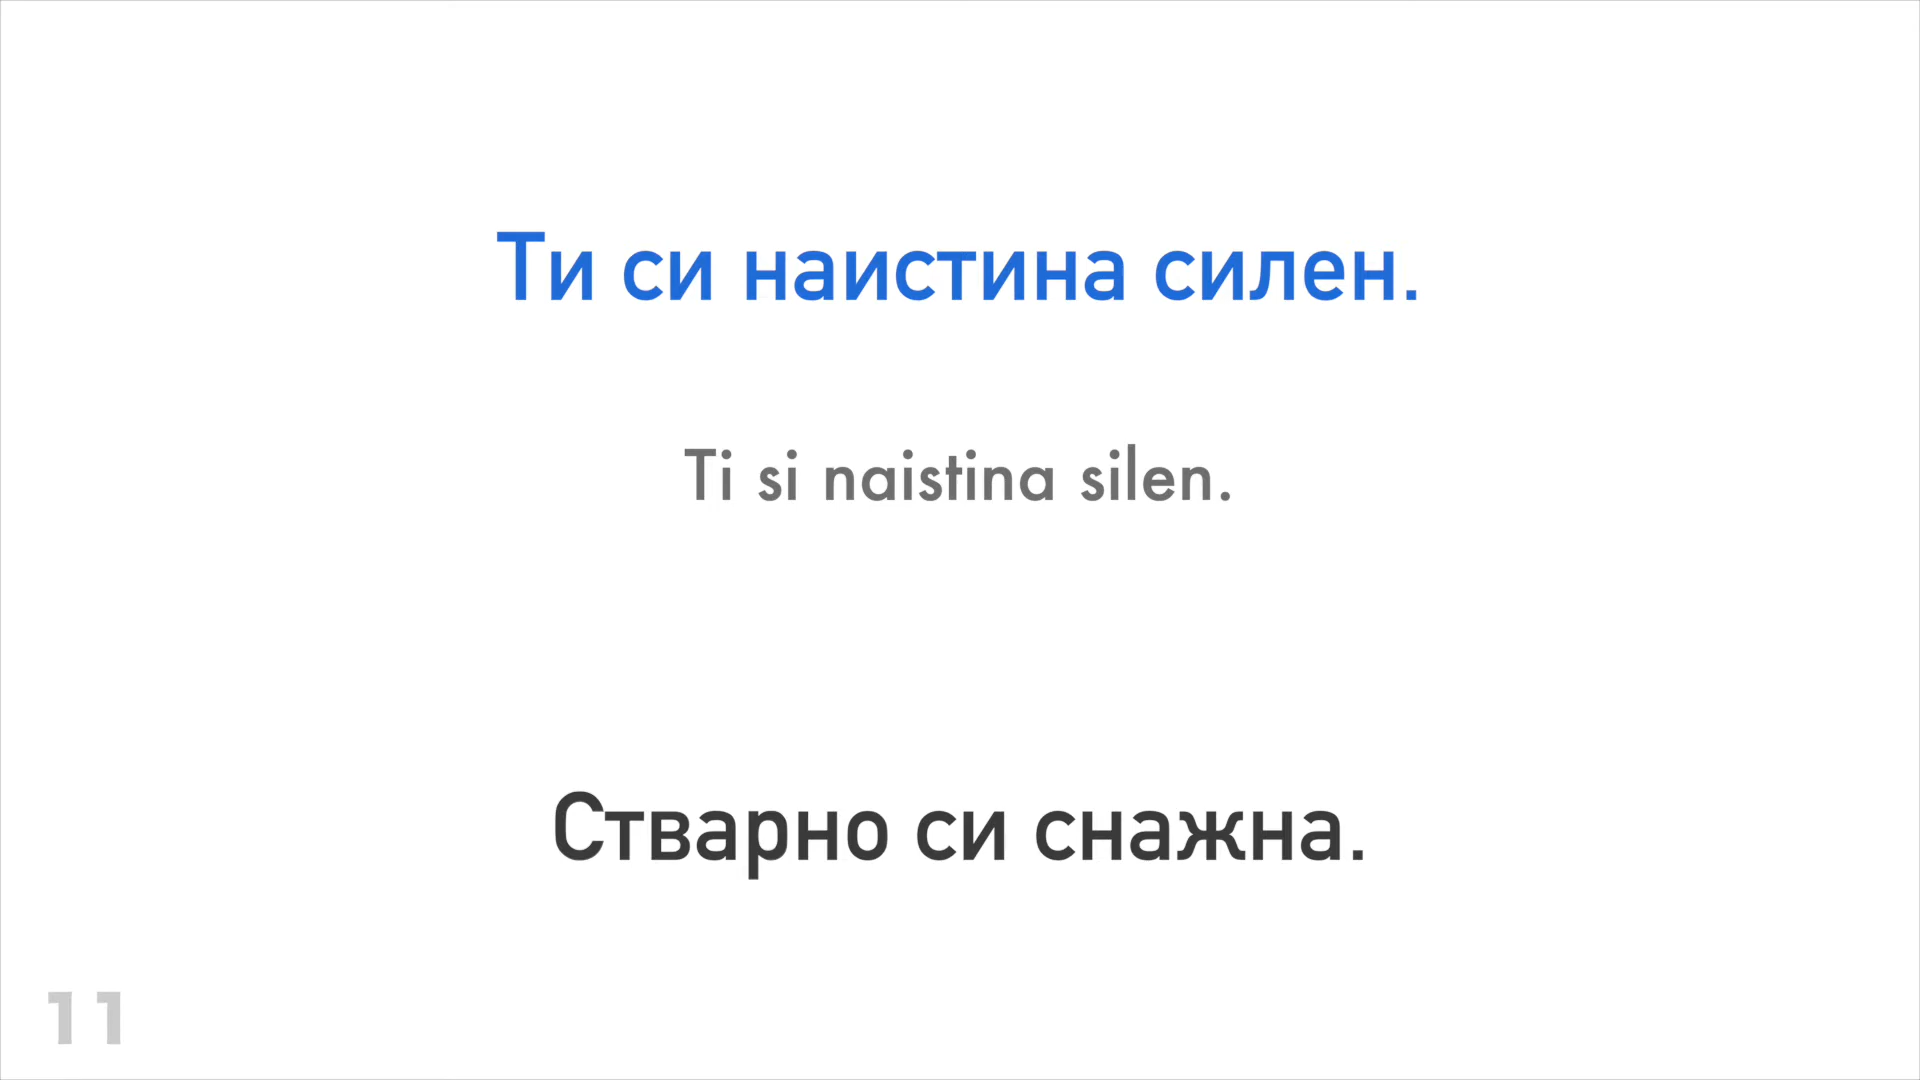 Ти си наистина силен.
Ti si naistina silen.
Стварно си снажна.
11